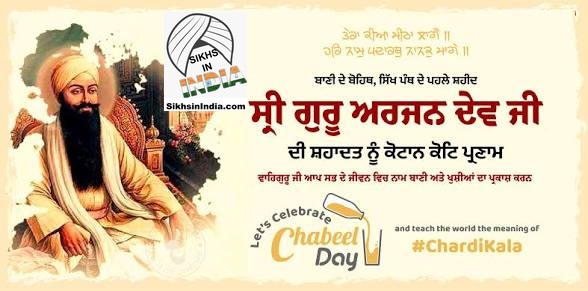 ਤੇਰਾ ਕੀਆ ਮੀਠਾ ਲਾਗੈ ॥
ਹਰਿ ਨਾਮੁ ਪਦਾਰਥੁ ਨਾਨਕੁ ਮਾਂਗੈ ॥
SIKHS
IN
INDIA
SikhsinIndia.com
ਬਾਣੀ ਦੇ ਬੋਹਿਥ, ਸਿੱਖ ਪੰਥ ਦੇ ਪਹਲੇ ਸ਼ਹੀਦ
ਸ੍ਰੀ ਗੁਰੂ ਅਰਜਨ ਦੇਵ ਜੀ
ਦੀ ਸ਼ਹਾਦਤ ਨੂੰ ਕੋਟਾਨ ਕੋਟਿ ਪ੍ਰਣਾਮ
ਵਾਹਿਗੁਰੂ ਜੀ ਆਪ ਸਭ ਦੇ ਜੀਵਨ ਵਿਚ ਨਾਮ ਬਾਣੀ ਅਤੇ ਖੁਸ਼ੀਆਂ ਦਾ ਪ੍ਰਕਾਸ਼ ਕਰਨ
Let's Celebrate
Chabeel
Day
and teach the world the meaning of
#ChardiKala